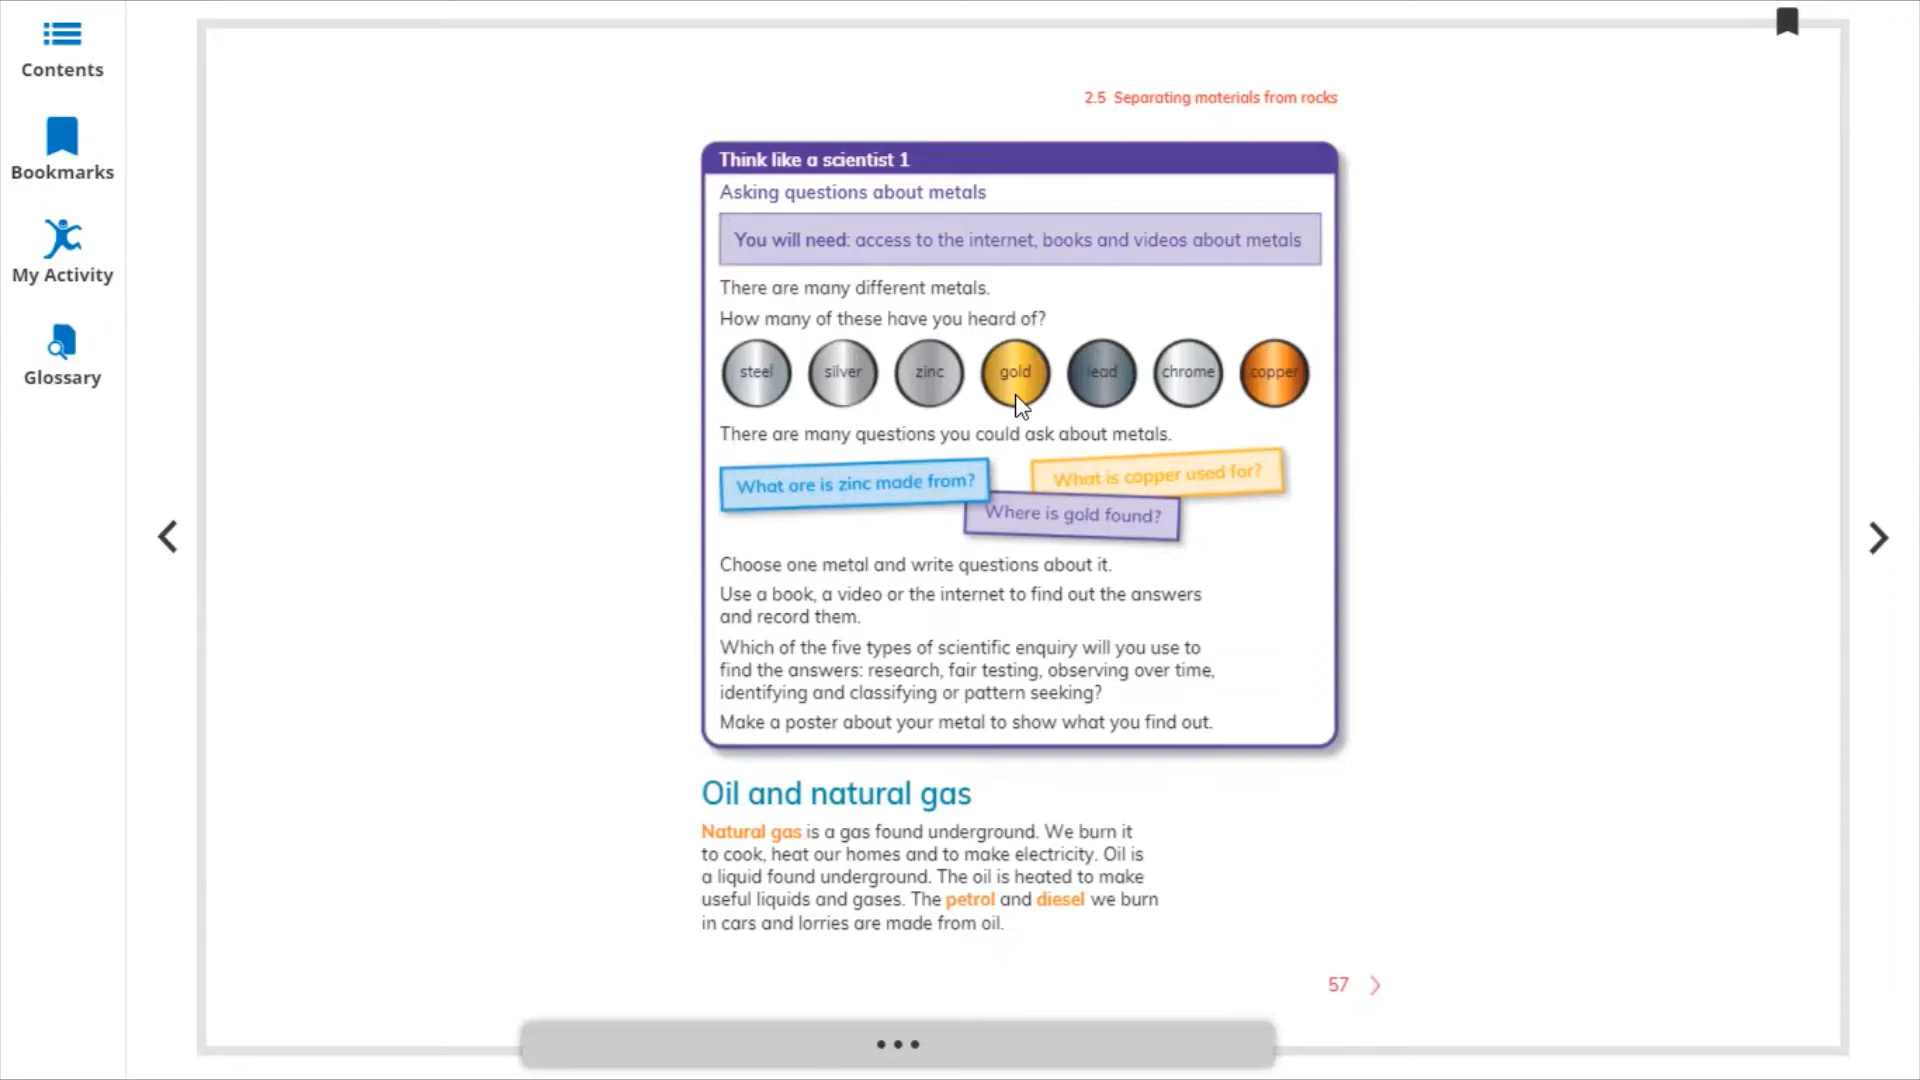 Contents
Bookmarks
My Activity
Glossary
2.5 Separating materials from rocks
Think like a scientist 1
Asking questions about metals
You will need: access to the internet, books and videos about metals
There are many different metals.
How many of these have you heard of?
steel silver zinc gold lead chrome copper
There are many questions you could ask about metals.
What ore is zinc made from?
What is copper used for?
Where is gold found?
Choose one metal and write questions about it.
Use a book, a video or the internet to find out the answers
and record them.
Which of the five types of scientific enquiry will you use to
find the answers: research, fair testing, observing over time,
identifying and classifying or pattern seeking?
Make a poster about your metal to show what you find out.
Oil and natural gas
Natural gas is a gas found underground. We burn it
to cook, heat our homes and to make electricity. Oil is
a liquid found underground. The oil is heated to make
useful liquids and gases. The petrol and diesel we burn
in cars and lorries are made from oil.
57